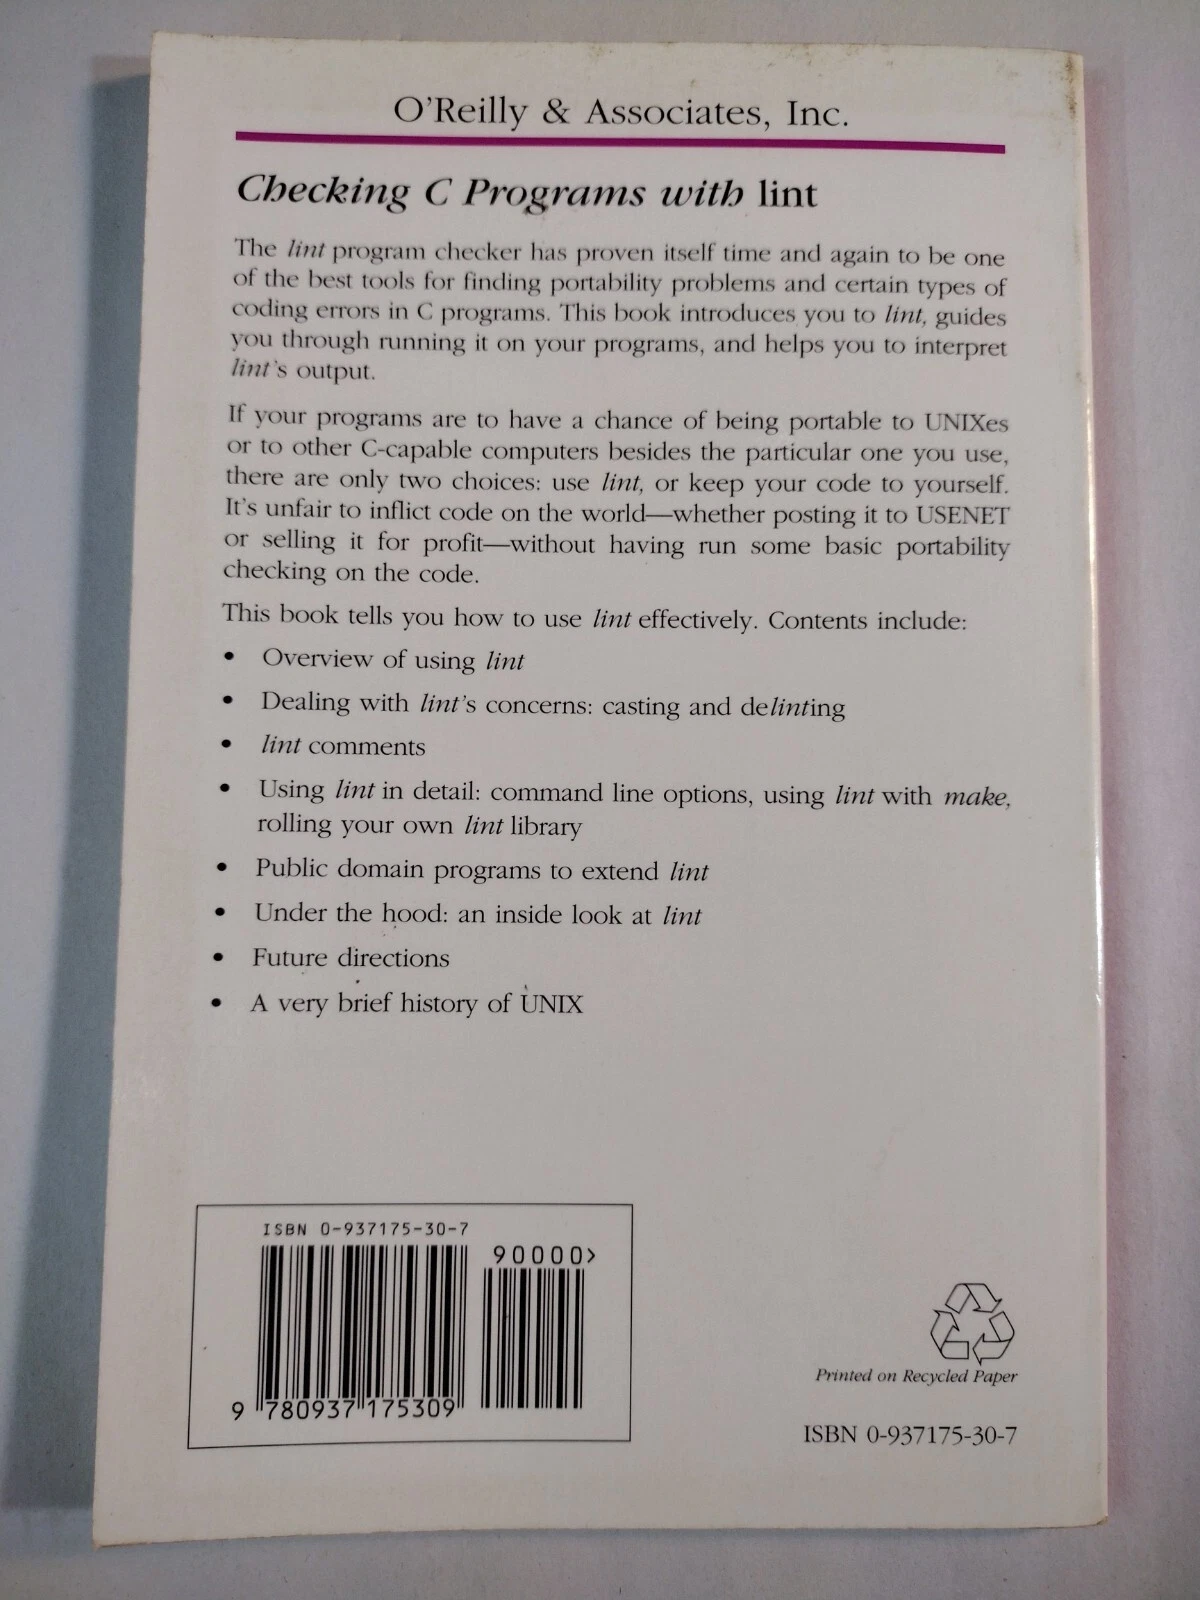 O'Reilly & Associates, Inc.
Checking C Programs with lint
The lint program checker has proven itself time and again to be one
of the best tools for finding portability problems and certain types of
coding errors in C programs. This book introduces you to lint, guides
you through running it on your programs, and helps you to interpret
lint's output.
If your programs are to have a chance of being portable to UNIXes
or to other C-capable computers besides the particular one you use,
there are only two choices: use lint, or keep your code to yourself.
It's unfair to inflict code on the world—whether posting it to USENET
or selling it for profit—without having run some basic portability
checking on the code.
This book tells you how to use lint effectively. Contents include:
• Overview of using lint
• Dealing with lint's concerns: casting and delinting
• lint comments
• Using lint in detail: command line options, using lint with make,
rolling your own lint library
• Public domain programs to extend lint
• Under the hood: an inside look at lint
• Future directions
• A very brief history of UNIX
ISBN 0-937175-30-7
90000>
9 780937 175309
Printed on Recycled Paper
ISBN 0-937175-30-7